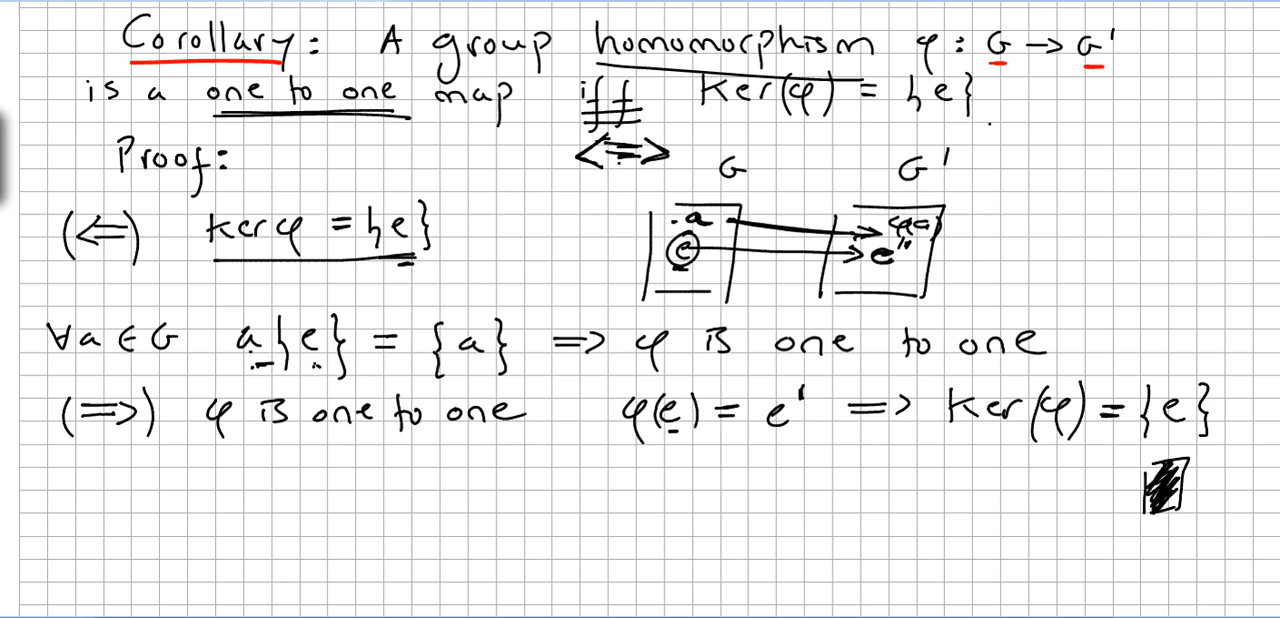 Corollary: A group homomorphism φ: G → G'
is a one to one map iff Ker(φ) = {e}.
Proof: <=>
G G'
(⇐) kerφ = {e}
.a φ(a)
e e'
∀a ∈ G a{e} = {a} => φ is one to one
(=>) φ is one to one φ(e) = e' => Ker(φ) = {e}